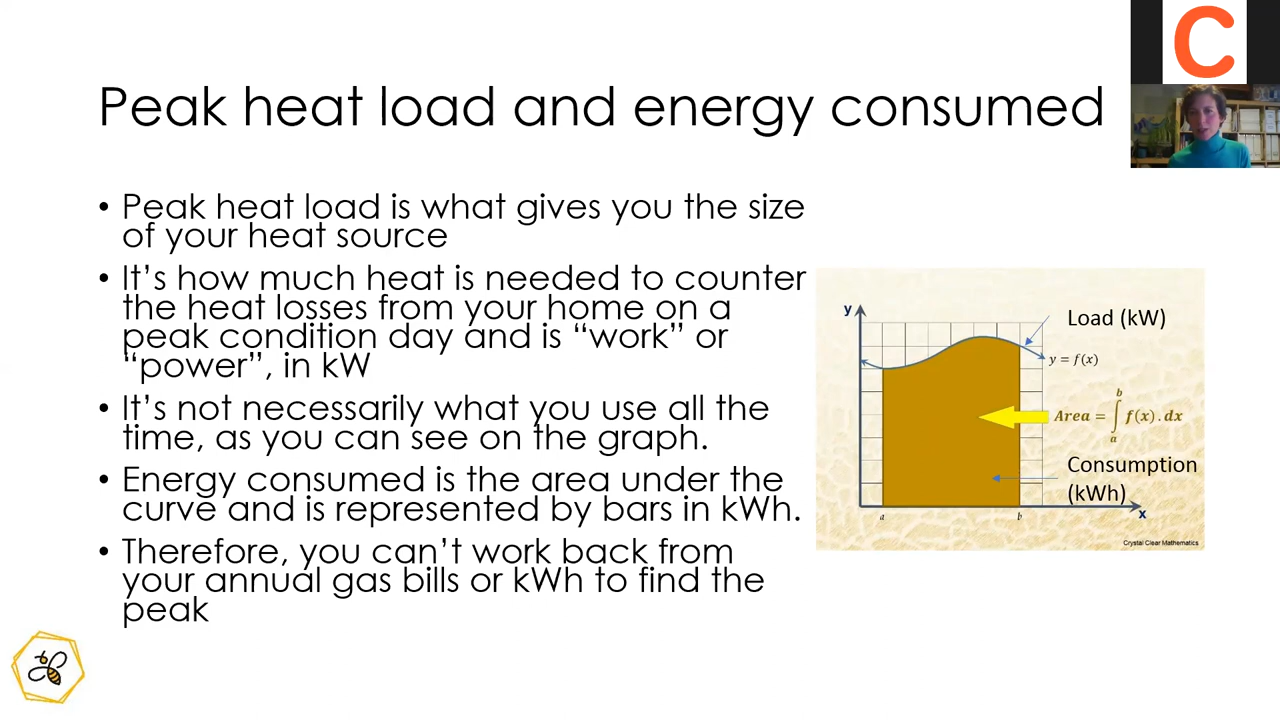 C
Peak heat load and energy consumed
• Peak heat load is what gives you the size
of your heat source
• It's how much heat is needed to counter
the heat losses from your home on a
peak condition day and is “work” or
“power”, in kW
• It's not necessarily what you use all the
time, as you can see on the graph.
• Energy consumed is the area under the
curve and is represented by bars in kWh.
• Therefore, you can't work back from
your annual gas bills or kWh to find the
peak
y
Load (kW)
y = f(x)
b
Area = ∫ f(x).dx
a
Consumption
(kWh)
a b x
Crystal Clear Mathematics